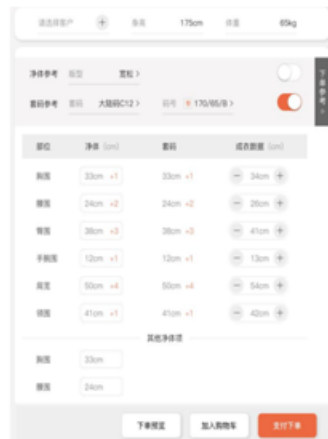 请选择客户 + 身高 175cm 体重 65kg
净体参考 版型 宽松 >
套码参考 套码 大陆码C12 > 码号 170/65/B >
下单参考 >
部位 净体 (cm) 套码 成衣数据 (cm)
胸围 33cm +1 33cm +1 — 34cm +
腰围 24cm +2 24cm +2 — 26cm +
臀围 38cm +3 38cm +3 — 41cm +
手腕围 12cm +1 12cm +1 — 13cm +
肩宽 50cm +4 50cm +4 — 54cm +
领围 41cm +1 41cm +1 — 42cm +
其他净体项
胸围 33cm
腰围 24cm
下单预览 加入购物车 支付下单